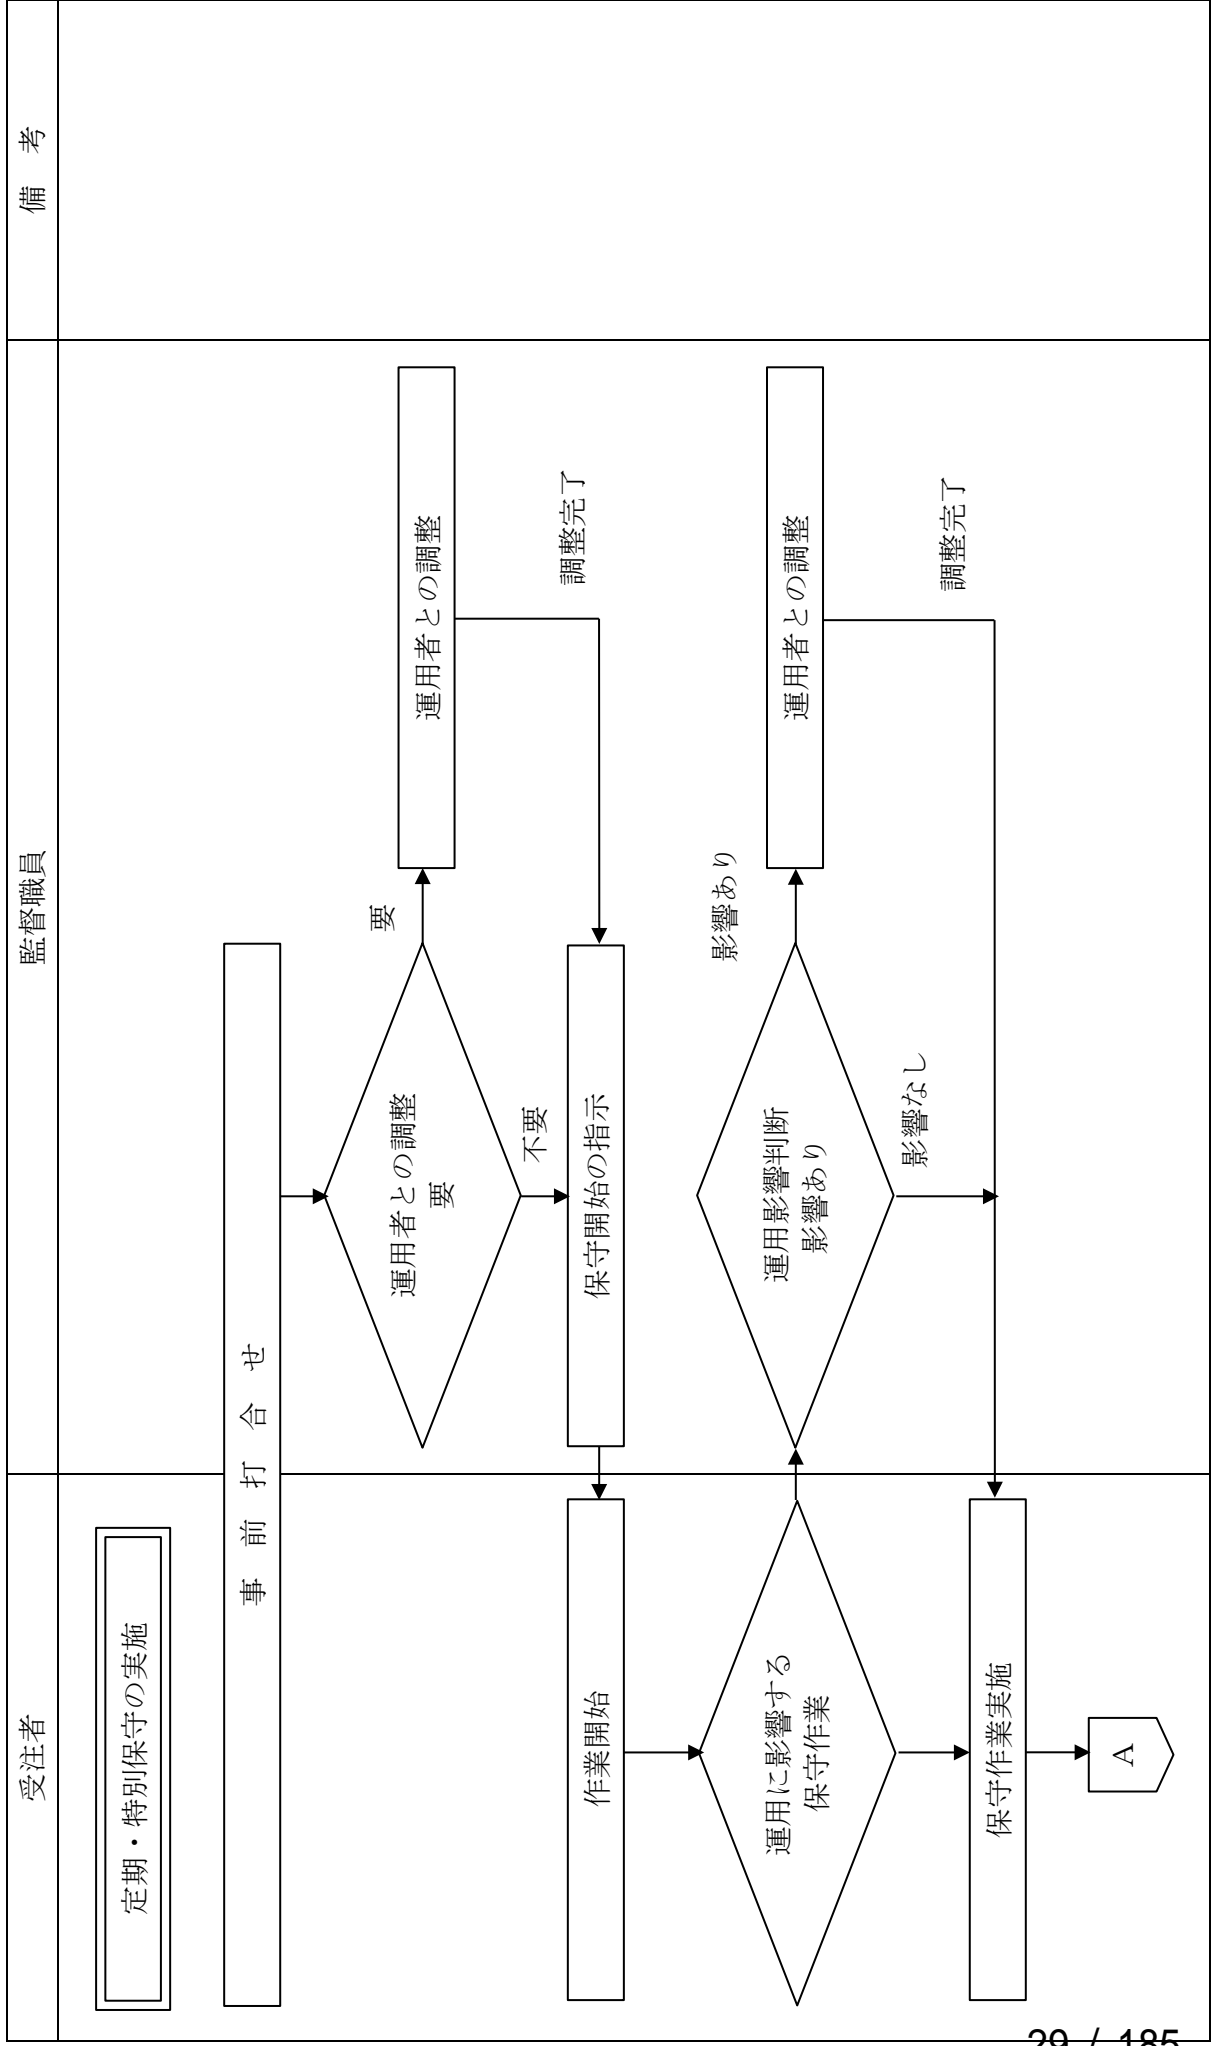 受注者
監督職員
備 考
定期・特別保守の実施
事 前 打 合 せ
運用者との調整
要
要
運用者との調整
不要
調整完了
保守開始の指示
作業開始
運用に影響する
保守作業
運用影響判断
影響あり
影響あり
運用者との調整
影響なし
調整完了
保守作業実施
A
29 / 185